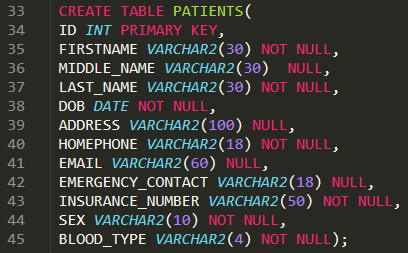 33 CREATE TABLE PATIENTS(
34 ID INT PRIMARY KEY,
35 FIRSTNAME VARCHAR2(30) NOT NULL,
36 MIDDLE_NAME VARCHAR2(30)  NULL,
37 LAST_NAME VARCHAR2(30) NOT NULL,
38 DOB DATE NOT NULL,
39 ADDRESS VARCHAR2(100) NULL,
40 HOMEPHONE VARCHAR2(18) NOT NULL,
41 EMAIL VARCHAR2(60) NULL,
42 EMERGENCY_CONTACT VARCHAR2(18) NULL,
43 INSURANCE_NUMBER VARCHAR2(50) NOT NULL,
44 SEX VARCHAR2(10) NOT NULL,
45 BLOOD_TYPE VARCHAR2(4) NOT NULL);